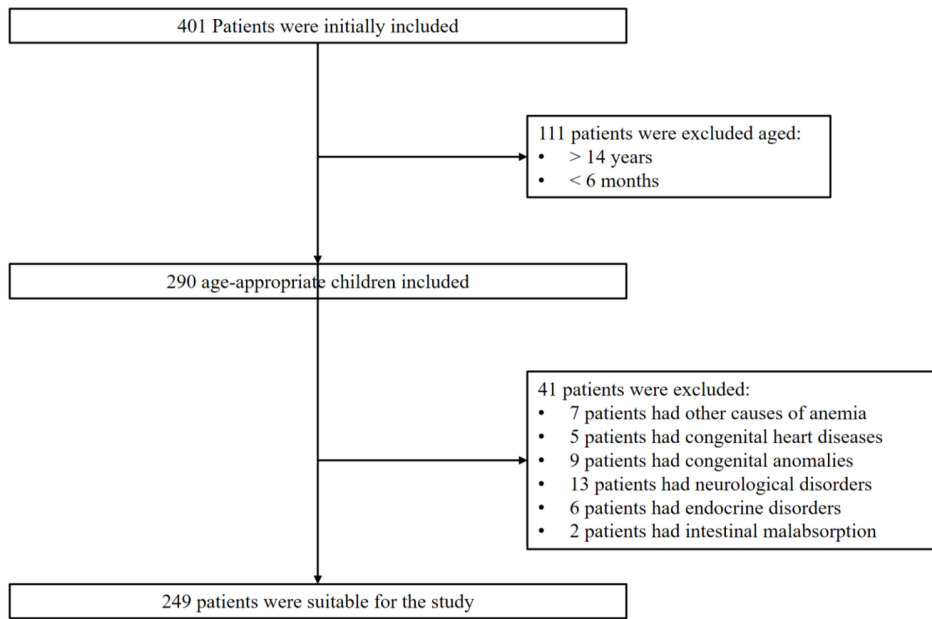 401 Patients were initially included
111 patients were excluded aged:
• > 14 years
• < 6 months
290 age-appropriate children included
41 patients were excluded:
• 7 patients had other causes of anemia
• 5 patients had congenital heart diseases
• 9 patients had congenital anomalies
• 13 patients had neurological disorders
• 6 patients had endocrine disorders
• 2 patients had intestinal malabsorption
249 patients were suitable for the study